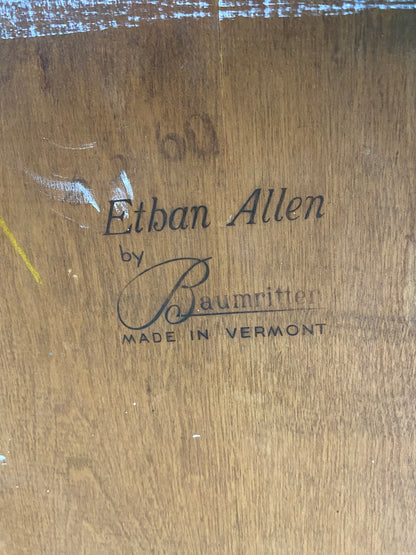 Ethan Allen
by
Baumritter
MADE IN VERMONT